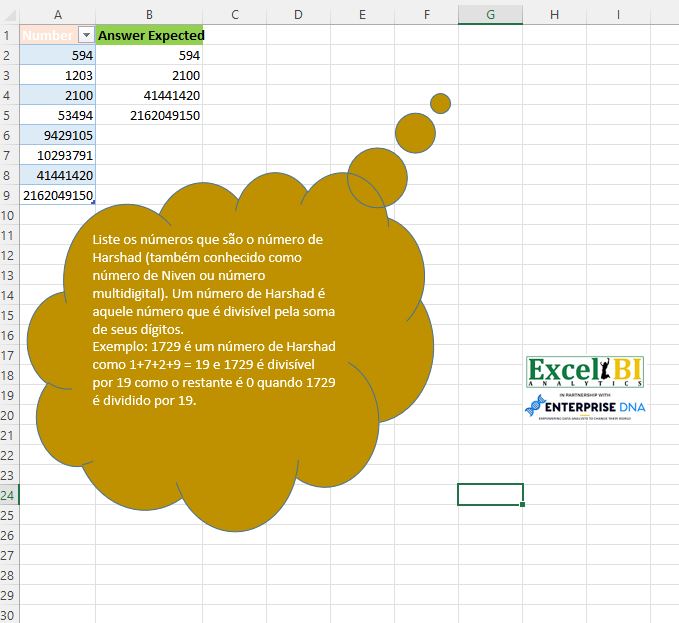 A B C D E F G H I
1 Number Answer Expected
2 594 594
3 1203 2100
4 2100 41441420
5 53494 2162049150
6 9429105
7 10293791
8 41441420
9 2162049150
10
11
12
13
14
15
16
17
18
19
20
21
22
23
24
25
26
27
28
29
30
Liste os números que são o número de
Harshad (também conhecido como
número de Niven ou número
multidigital). Um número de Harshad é
aquele número que é divisível pela soma
de seus dígitos.
Exemplo: 1729 é um número de Harshad
como 1+7+2+9 = 19 e 1729 é divisível
por 19 como o restante é 0 quando 1729
é dividido por 19.
Excel BI
ANALYTICS
IN PARTNERSHIP WITH
ENTERPRISE DNA
EMPOWERING DATA ANALYSTS TO CHANGE THEIR WORLD